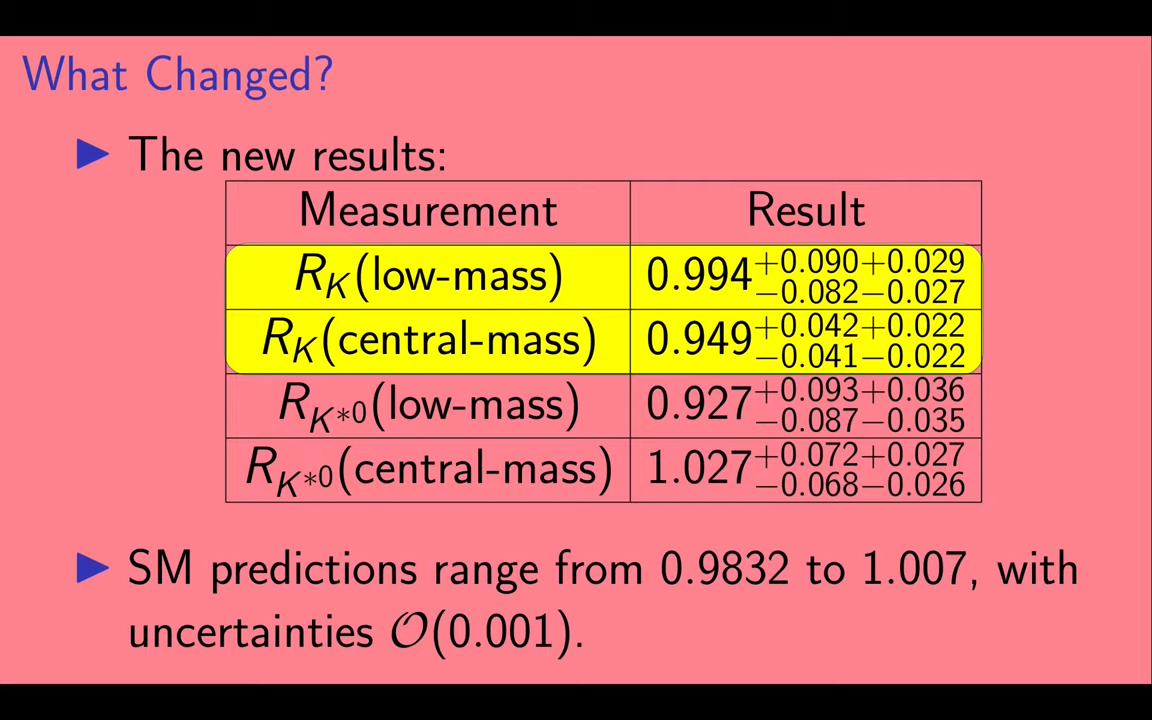 What Changed?
▶ The new results:
Measurement Result
R_K(low-mass) 0.994^{+0.090+0.029}_{−0.082−0.027}
R_K(central-mass) 0.949^{+0.042+0.022}_{−0.041−0.022}
R_{K*0}(low-mass) 0.927^{+0.093+0.036}_{−0.087−0.035}
R_{K*0}(central-mass) 1.027^{+0.072+0.027}_{−0.068−0.026}
▶ SM predictions range from 0.9832 to 1.007, with
uncertainties 𝒪(0.001).